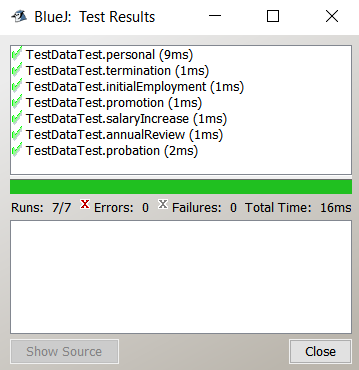 BlueJ: Test Results
TestDataTest.personal (9ms)
TestDataTest.termination (1ms)
TestDataTest.initialEmployment (1ms)
TestDataTest.promotion (1ms)
TestDataTest.salaryIncrease (1ms)
TestDataTest.annualReview (1ms)
TestDataTest.probation (2ms)
Runs: 7/7 X Errors: 0 X Failures: 0 Total Time: 16ms
Show Source Close